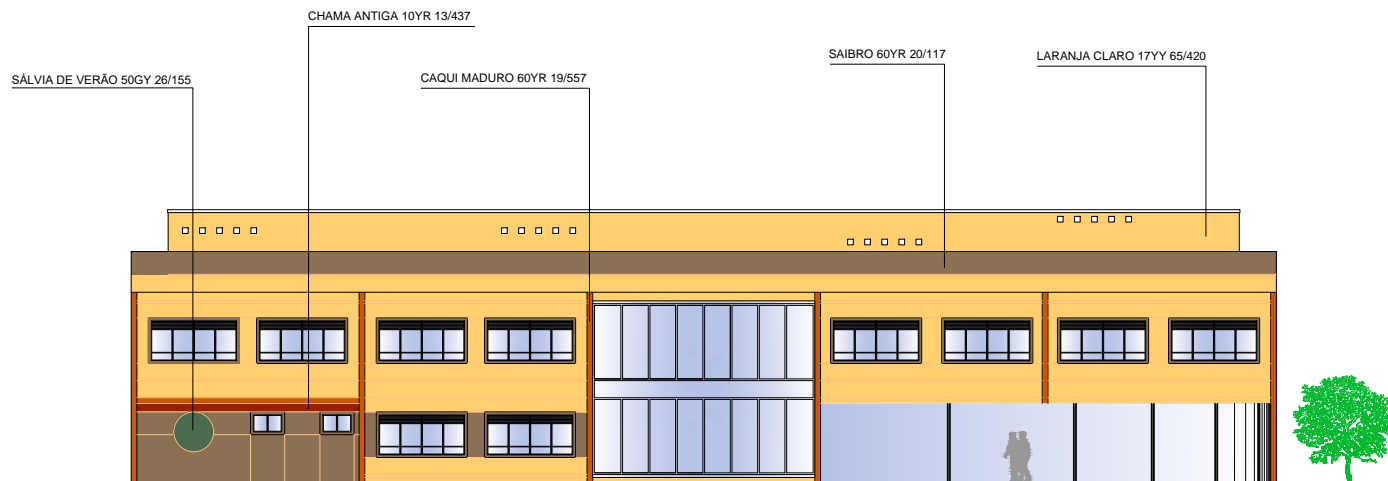 CHAMA ANTIGA 10YR 13/437
SAIBRO 60YR 20/117
LARANJA CLARO 17YY 65/420
SÁLVIA DE VERÃO 50GY 26/155
CAQUI MADURO 60YR 19/557